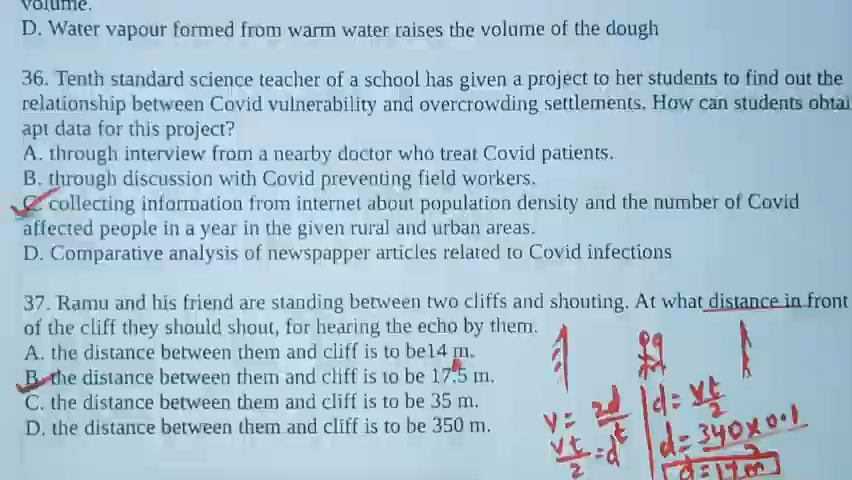 volume.
D. Water vapour formed from warm water raises the volume of the dough
36. Tenth standard science teacher of a school has given a project to her students to find out the
relationship between Covid vulnerability and overcrowding settlements. How can students obtai
apt data for this project?
A. through interview from a nearby doctor who treat Covid patients.
B. through discussion with Covid preventing field workers.
C. collecting information from internet about population density and the number of Covid
affected people in a year in the given rural and urban areas.
D. Comparative analysis of newspapper articles related to Covid infections
37. Ramu and his friend are standing between two cliffs and shouting. At what distance in front
of the cliff they should shout, for hearing the echo by them.
A. the distance between them and cliff is to be14 m.
B. the distance between them and cliff is to be 17.5 m.
C. the distance between them and cliff is to be 35 m.
D. the distance between them and cliff is to be 350 m.
v = 2d/t
vt/2 = d
d = vt/2
d = 340 x 0.1/2
d = 17m